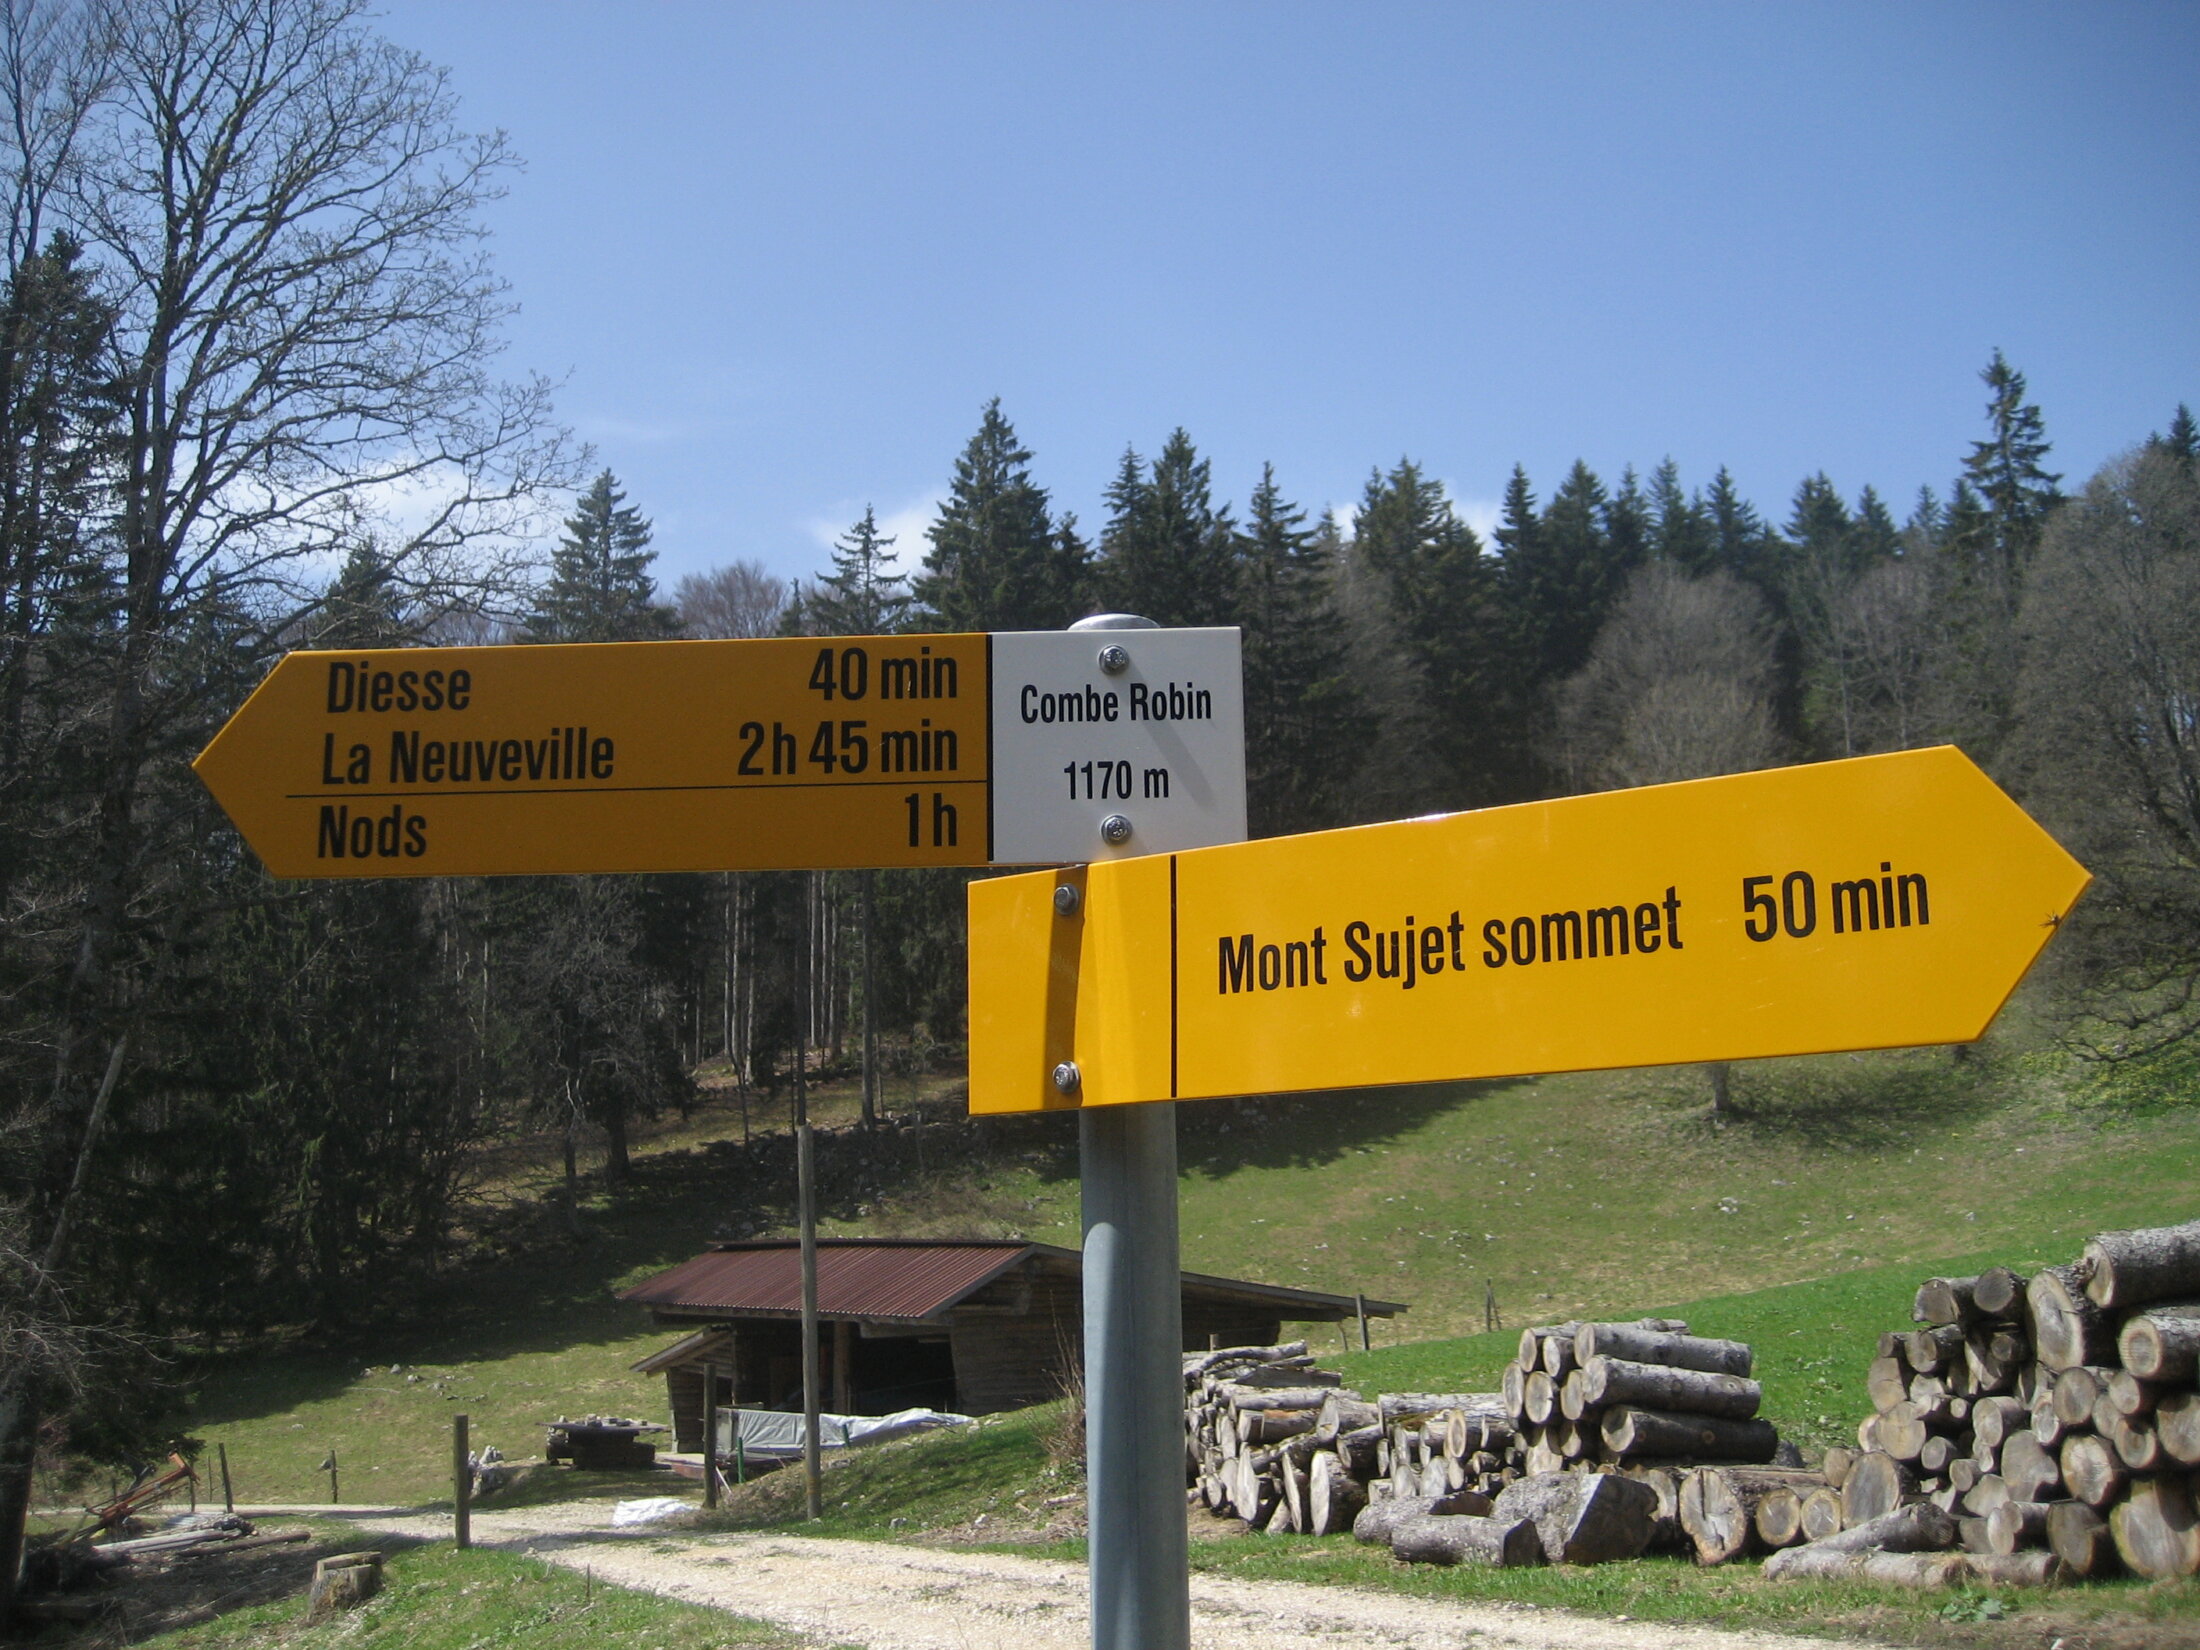 Diesse 40 min
La Neuveville 2h 45 min
Nods 1h
Combe Robin
1170 m
Mont Sujet sommet 50 min